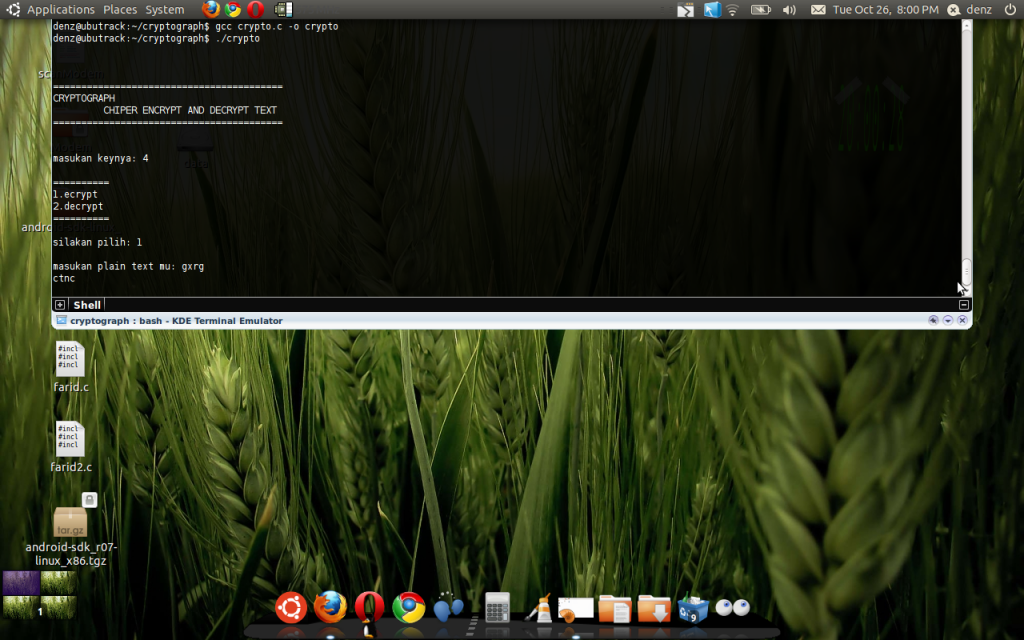 Applications Places System
Tue Oct 26, 8:00 PM denz
denz@ubutrack:~/cryptograph$ gcc crypto.c -o crypto
denz@ubutrack:~/cryptograph$ ./crypto
=========================================
CRYPTOGRAPH
CHIPER ENCRYPT AND DECRYPT TEXT
=========================================
masukan keynya: 4
==========
1.ecrypt
2.decrypt
==========
silakan pilih: 1
masukan plain text mu: gxrg
ctnc
Shell
cryptograph : bash - KDE Terminal Emulator
#incl
#incl
#incl
farid.c
#incl
#incl
#incl
farid2.c
tar.gz
android-sdk_r07-
linux_x86.tgz
1